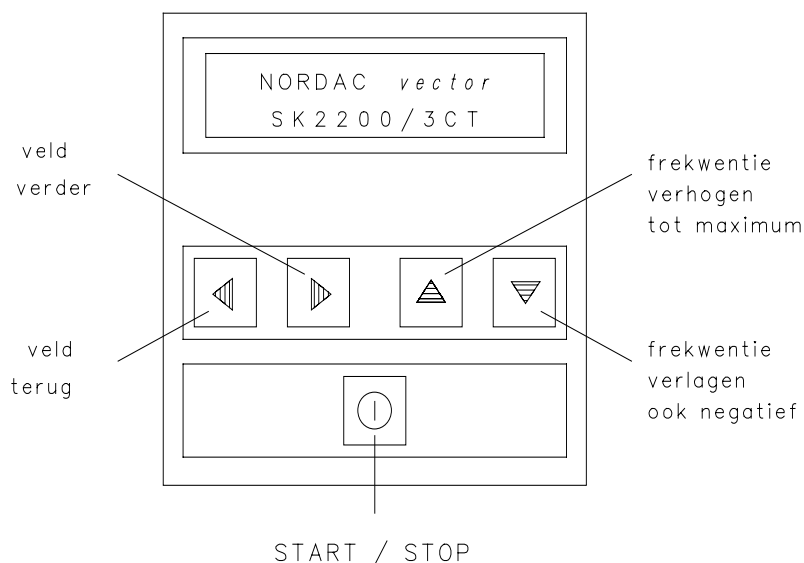 NORDAC vector
SK2200/3CT
veld
verder
frekwentie
verhogen
tot maximum
veld
terug
frekwentie
verlagen
ook negatief
START / STOP